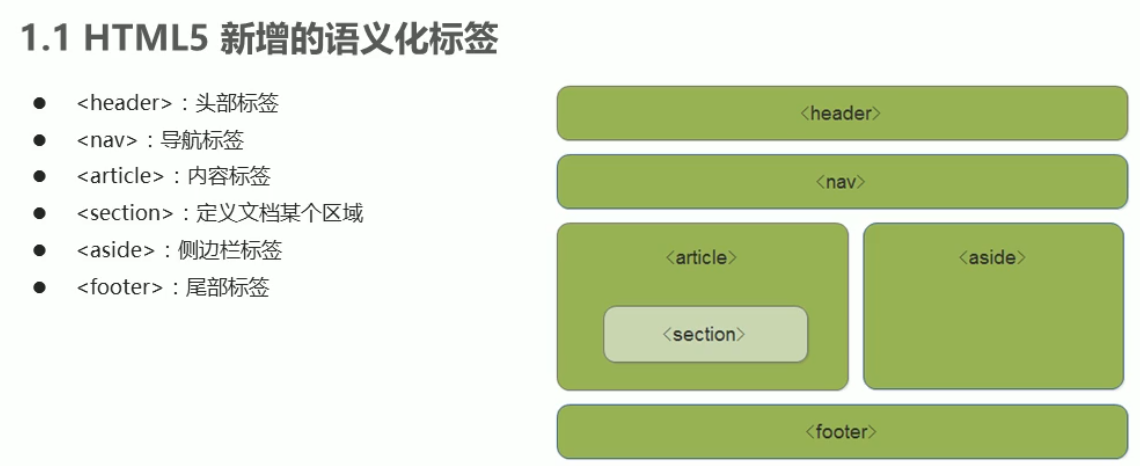 1.1 HTML5 新增的语义化标签
● <header>：头部标签
● <nav>：导航标签
● <article>：内容标签
● <section>：定义文档某个区域
● <aside>：侧边栏标签
● <footer>：尾部标签
<header>
<nav>
<article>
<section>
<aside>
<footer>